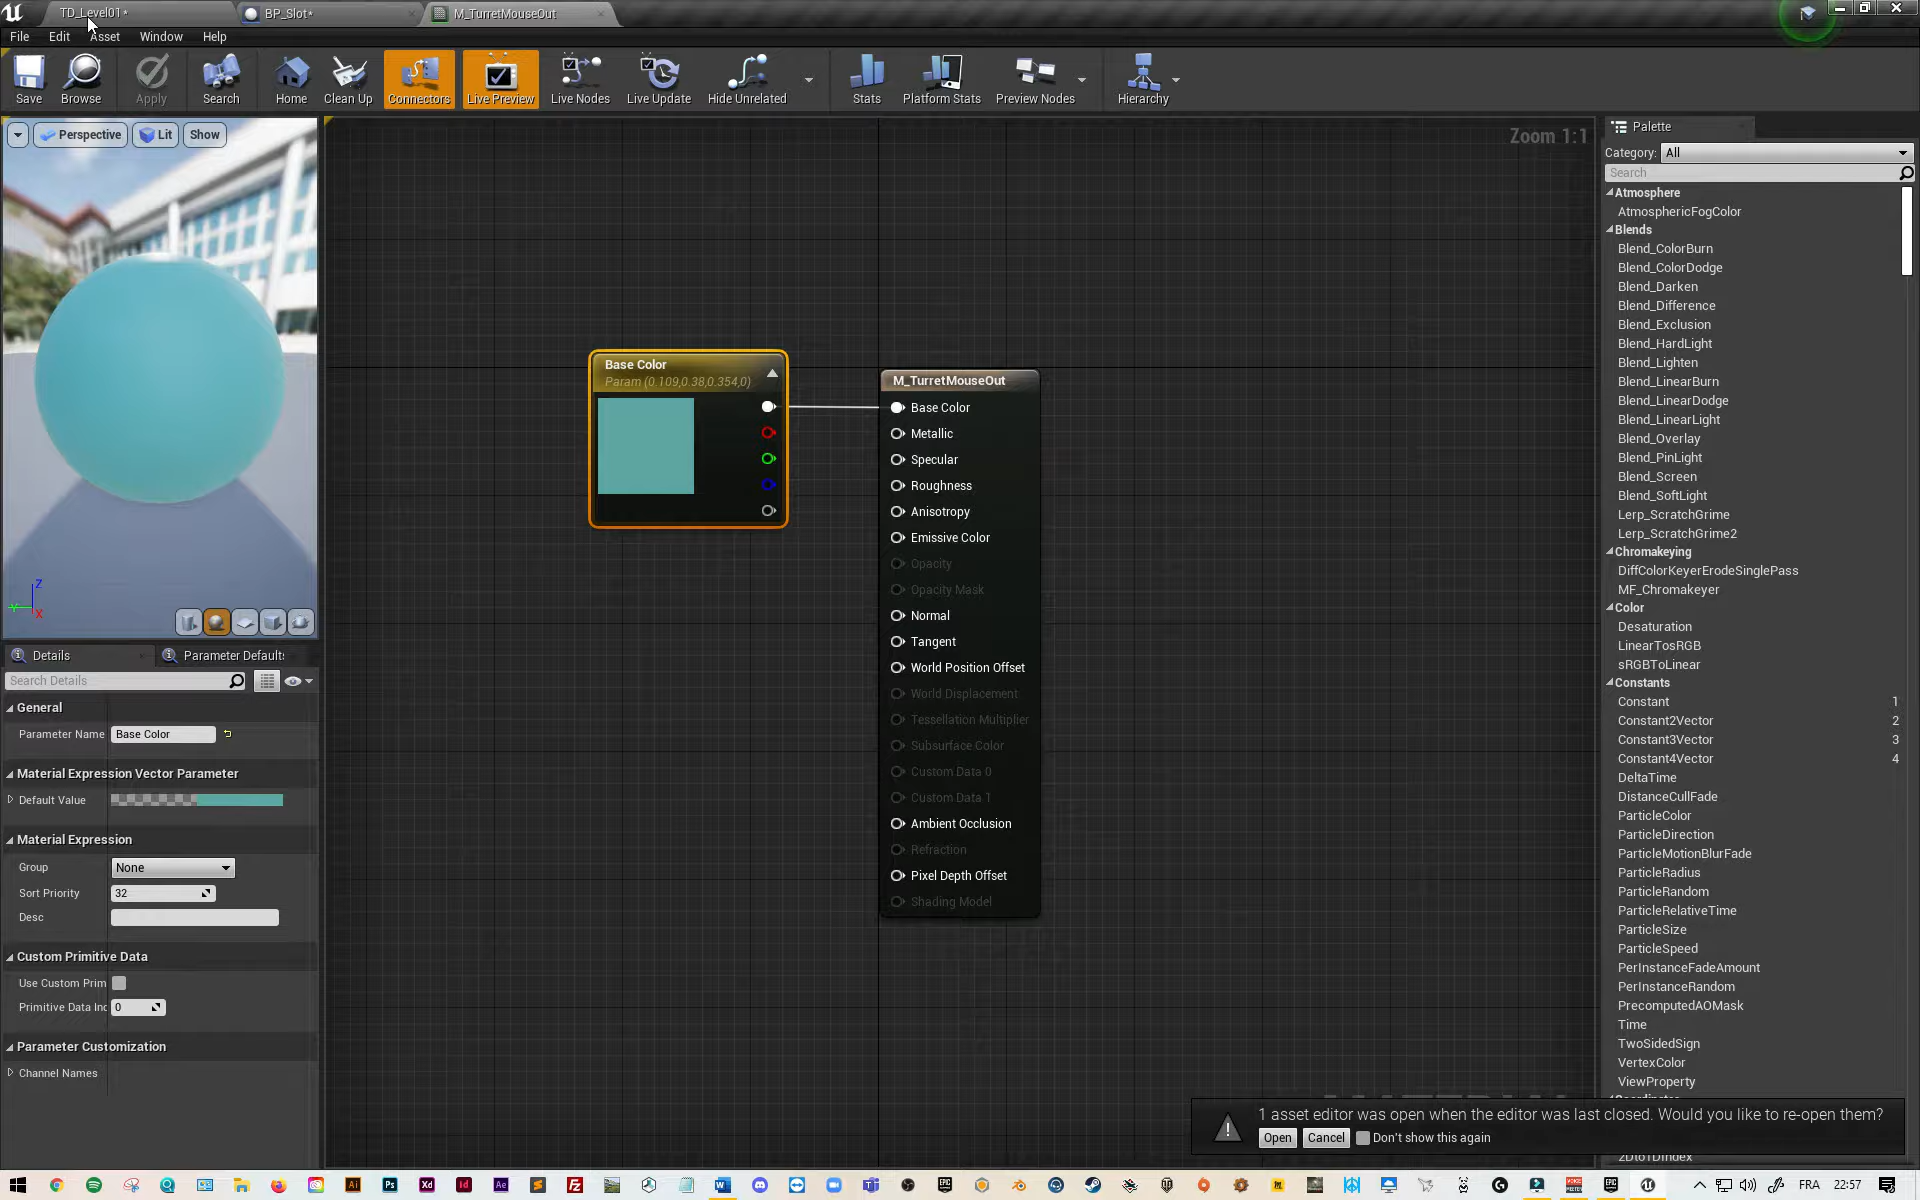 TD_Level01*
BP_Slot*
M_TurretMouseOut
File Edit Asset Window Help
Save
Browse
Apply
Search
Home
Clean Up
Connectors
Live Preview
Live Nodes
Live Update
Hide Unrelated
Stats
Platform Stats
Preview Nodes
Hierarchy
Perspective
Lit
Show
Zoom 1:1
Z
Y
X
Details
Parameter Default
Search Details
General
Parameter Name Base Color
Material Expression Vector Parameter
Default Value
Material Expression
Group None
Sort Priority 32
Desc
Custom Primitive Data
Use Custom Prim
Primitive Data Inc 0
Parameter Customization
Channel Names
Base Color
Param (0.109,0.38,0.354,0)
M_TurretMouseOut
Base Color
Metallic
Specular
Roughness
Anisotropy
Emissive Color
Opacity
Opacity Mask
Normal
Tangent
World Position Offset
World Displacement
Tessellation Multiplier
Subsurface Color
Custom Data 0
Custom Data 1
Ambient Occlusion
Refraction
Pixel Depth Offset
Shading Model
Palette
Category: All
Search
Atmosphere
AtmosphericFogColor
Blends
Blend_ColorBurn
Blend_ColorDodge
Blend_Darken
Blend_Difference
Blend_Exclusion
Blend_HardLight
Blend_Lighten
Blend_LinearBurn
Blend_LinearDodge
Blend_LinearLight
Blend_Overlay
Blend_PinLight
Blend_Screen
Blend_SoftLight
Lerp_ScratchGrime
Lerp_ScratchGrime2
Chromakeying
DiffColorKeyerErodeSinglePass
MF_Chromakeyer
Color
Desaturation
LinearTosRGB
sRGBToLinear
Constants
Constant 1
Constant2Vector 2
Constant3Vector 3
Constant4Vector 4
DeltaTime
DistanceCullFade
ParticleColor
ParticleDirection
ParticleMotionBlurFade
ParticleRadius
ParticleRandom
ParticleRelativeTime
ParticleSize
ParticleSpeed
PerInstanceFadeAmount
PerInstanceRandom
PrecomputedAOMask
Time
TwoSidedSign
VertexColor
ViewProperty
1 asset editor was open when the editor was last closed. Would you like to re-open them?
Open Cancel Don't show this again
2DTo1DIndex
FRA 22:57